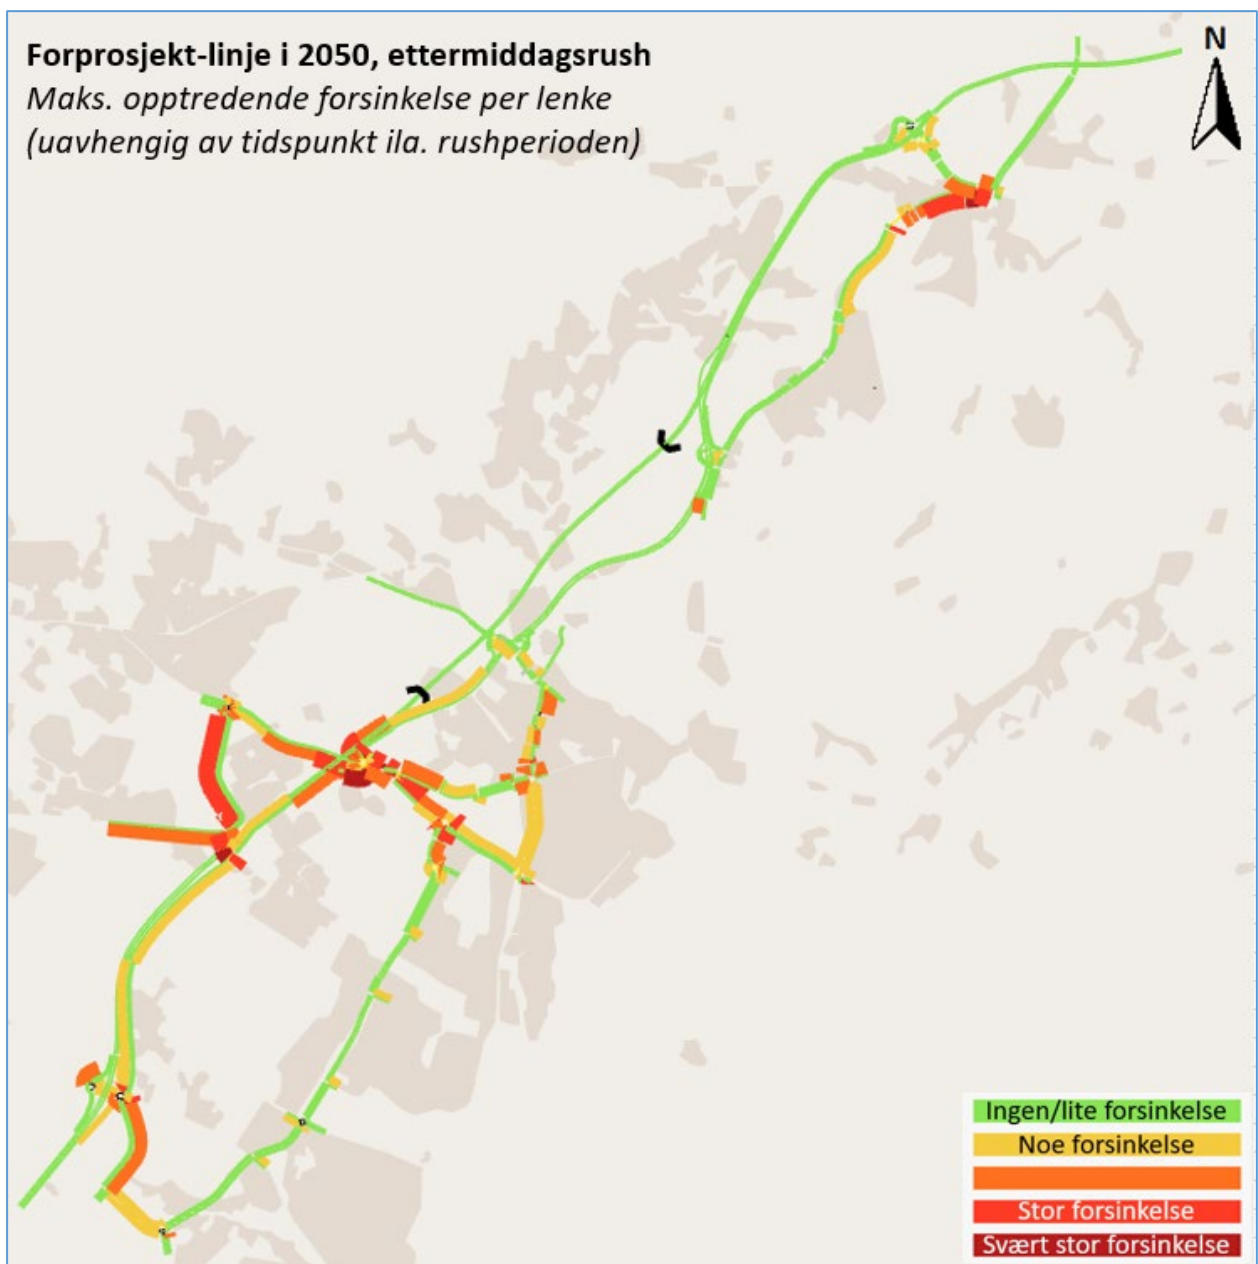 Forprosjekt-linje i 2050, ettermiddagsrush
Maks. opptredende forsinkelse per lenke
(uavhengig av tidspunkt ila. rushperioden)
N
Ingen/lite forsinkelse
Noe forsinkelse
Stor forsinkelse
Svært stor forsinkelse